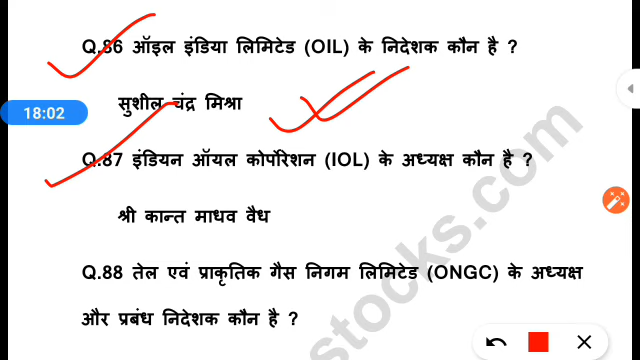 Q.86 ऑइल इंडिया लिमिटेड (OIL) के निदेशक कौन है ?
सुशील चंद्र मिश्रा
18:02
Q.87 इंडियन ऑयल कोर्पोरेशन (IOL) के अध्यक्ष कौन है ?
श्री कान्त माधव वैध
Q.88 तेल एवं प्राकृतिक गैस निगम लिमिटेड (ONGC) के अध्यक्ष
और प्रबंध निदेशक कौन है ?
stocks.com